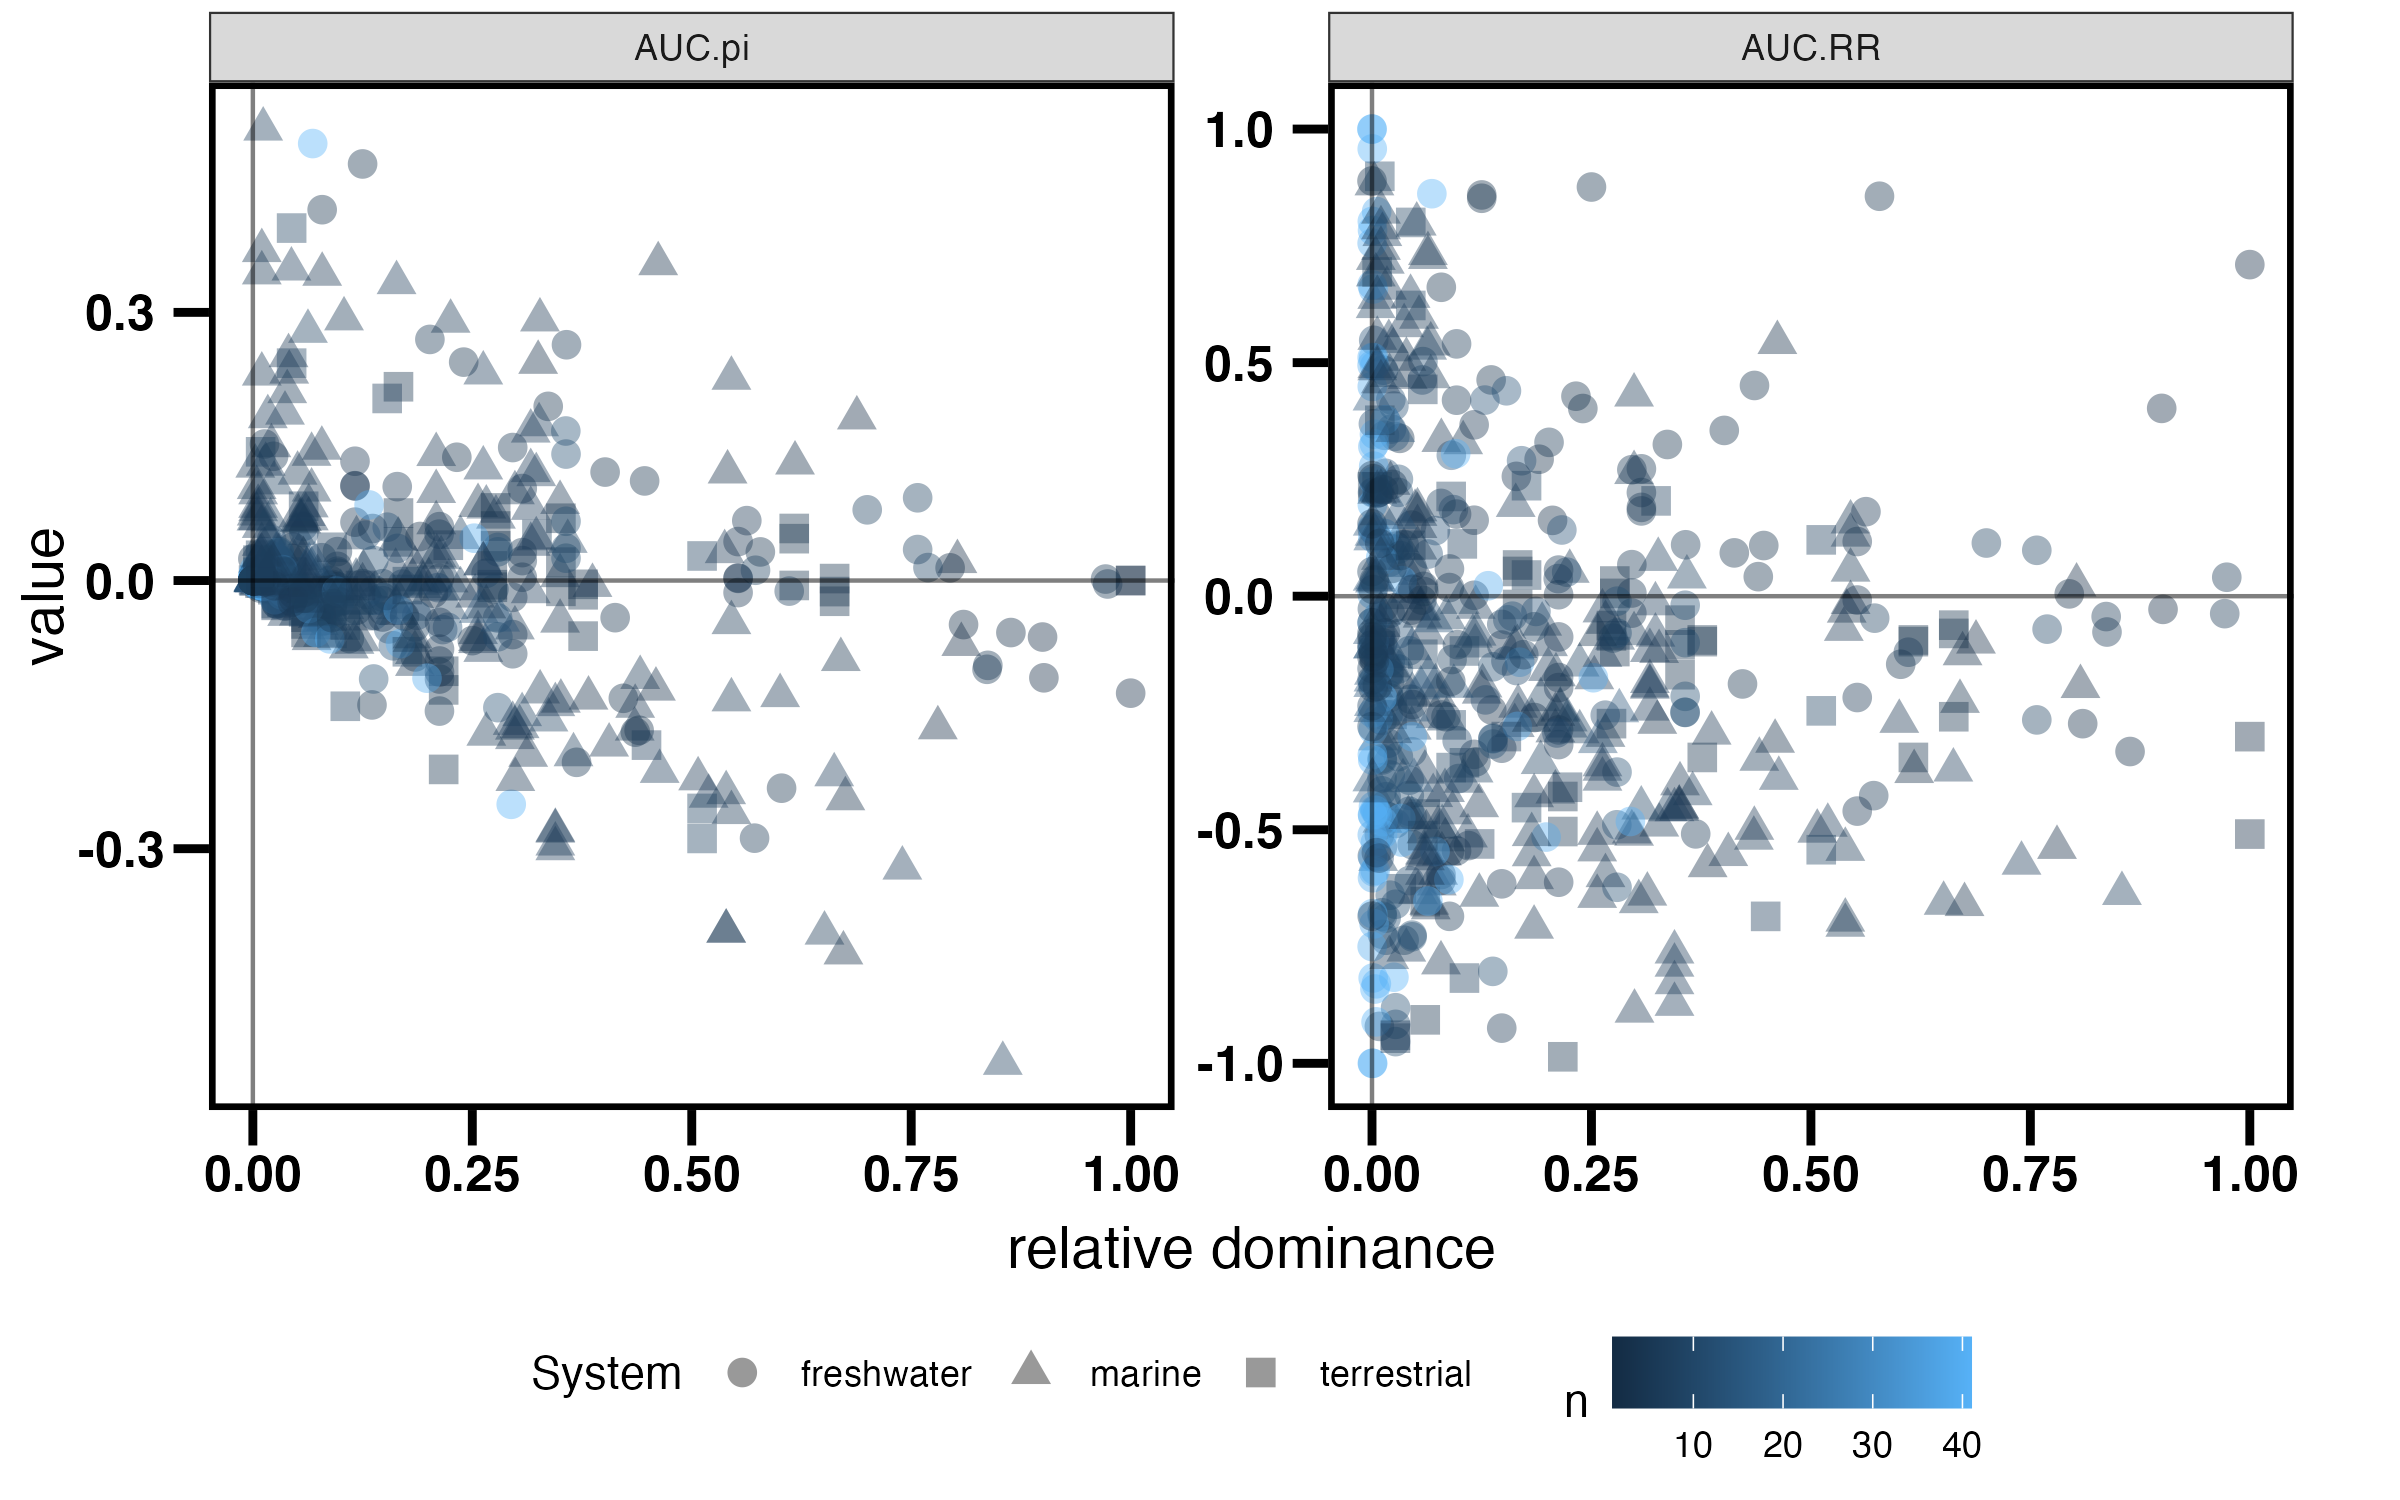 AUC.pi
AUC.RR
value
0.3
0.0
-0.3
1.0
0.5
0.0
-0.5
-1.0
0.00 0.25 0.50 0.75 1.00
0.00 0.25 0.50 0.75 1.00
relative dominance
System freshwater marine terrestrial
n
10 20 30 40